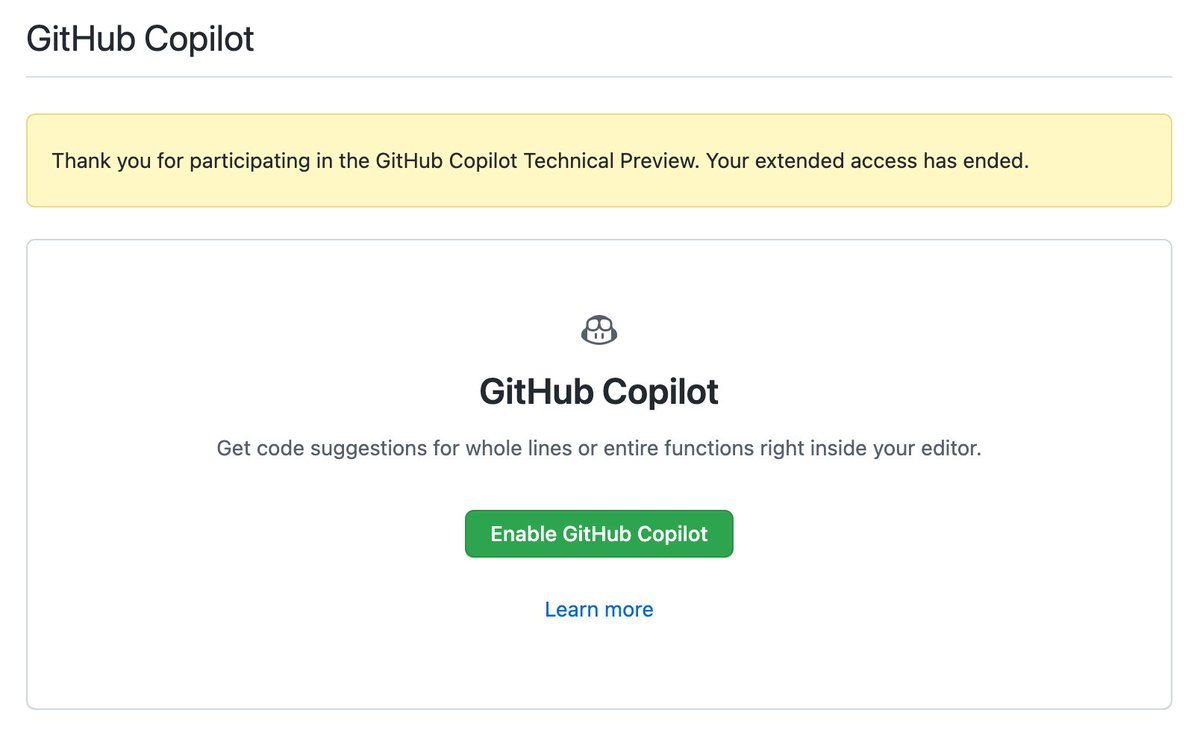 GitHub Copilot
Thank you for participating in the GitHub Copilot Technical Preview. Your extended access has ended.
GitHub Copilot
Get code suggestions for whole lines or entire functions right inside your editor.
Enable GitHub Copilot
Learn more